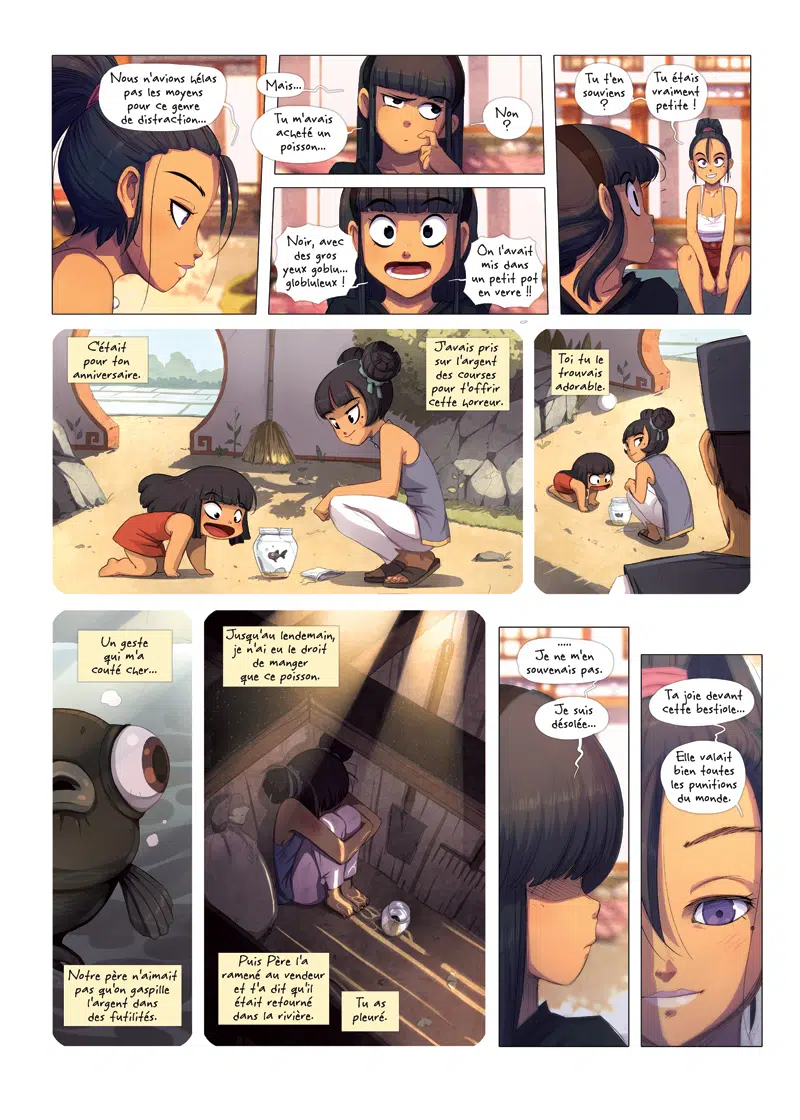 Nous n'avions hélas
pas les moyens
pour ce genre
de distraction...
Mais...
Tu m'avais
acheté un
poisson...
Non
?
Noir, avec
des gros
yeux goblu...
globluleux !
On l'avait
mis dans
un petit pot
en verre !!
Tu t'en
souviens
?
Tu étais
vraiment
petite !
C'était
pour ton
anniversaire.
J'avais pris
sur l'argent
des courses
pour t'offrir
cette horreur.
Toi tu le
trouvais
adorable.
Un geste
qui m'a
couté cher...
Notre père n'aimait
pas qu'on gaspille
l'argent dans
des futilités.
Jusqu'au lendemain,
je n'ai eu le droit
de manger
que ce poisson.
Puis Père l'a
ramené au vendeur
et t'a dit qu'il
était retourné
dans la rivière.
Tu as
pleuré.
.....
Je ne m'en
souvenais pas.
Je suis
désolée...
Ta joie devant
cette bestiole...
Elle valait
bien toutes
les punitions
du monde.